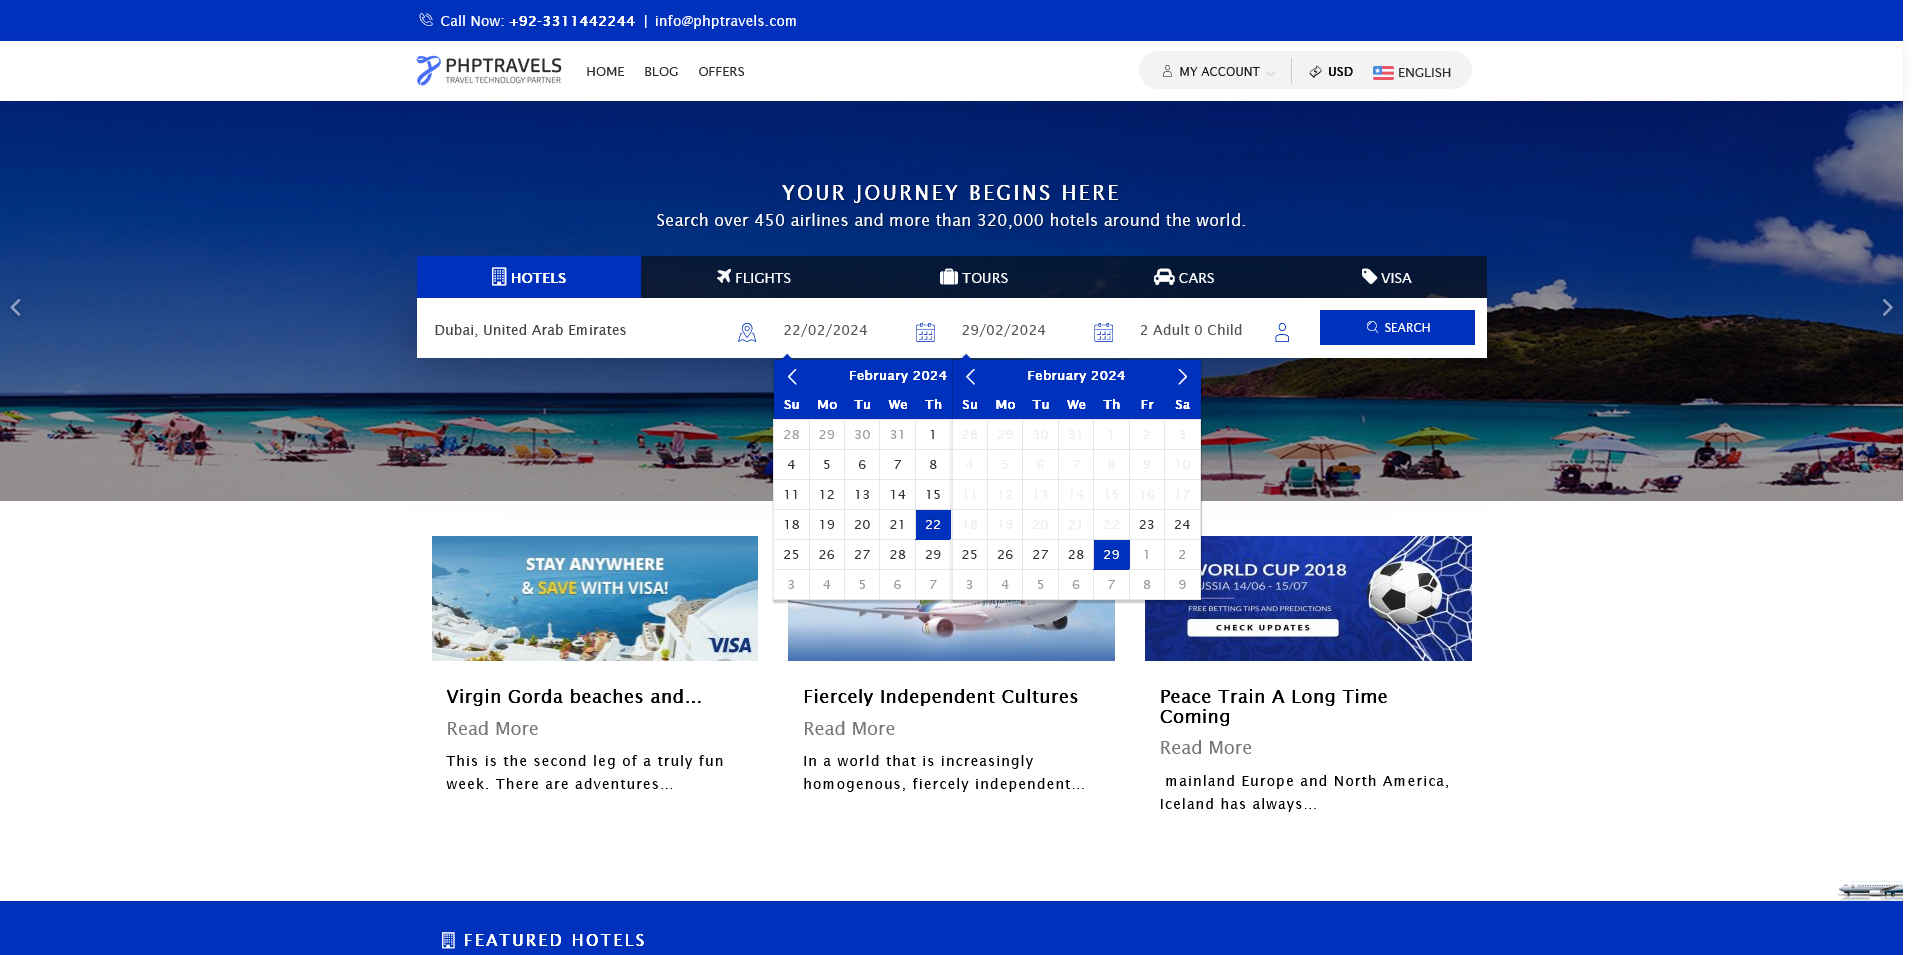 Call Now: +92-3311442244 | info@phptravels.com
PHPTRAVELS
TRAVEL TECHNOLOGY PARTNER
HOME BLOG OFFERS
MY ACCOUNT USD ENGLISH
YOUR JOURNEY BEGINS HERE
Search over 450 airlines and more than 320,000 hotels around the world.
HOTELS FLIGHTS TOURS CARS VISA
Dubai, United Arab Emirates 22/02/2024 29/02/2024 2 Adult 0 Child SEARCH
February 2024
Su Mo Tu We Th
28 29 30 31 1
4 5 6 7 8
11 12 13 14 15
18 19 20 21 22
25 26 27 28 29
3 4 5 6 7
February 2024
Su Mo Tu We Th Fr Sa
28 29 30 31 1 2 3
4 5 6 7 8 9 10
11 12 13 14 15 16 17
18 19 20 21 22 23 24
25 26 27 28 29 1 2
3 4 5 6 7 8 9
STAY ANYWHERE
& SAVE WITH VISA!
VISA
WORLD CUP 2018
RUSSIA 14/06 - 15/07
FREE BETTING TIPS AND PREDICTIONS
CHECK UPDATES
Virgin Gorda beaches and...
Read More
This is the second leg of a truly fun
week. There are adventures...
Fiercely Independent Cultures
Read More
In a world that is increasingly
homogenous, fiercely independent...
Peace Train A Long Time
Coming
Read More
mainland Europe and North America,
Iceland has always...
FEATURED HOTELS